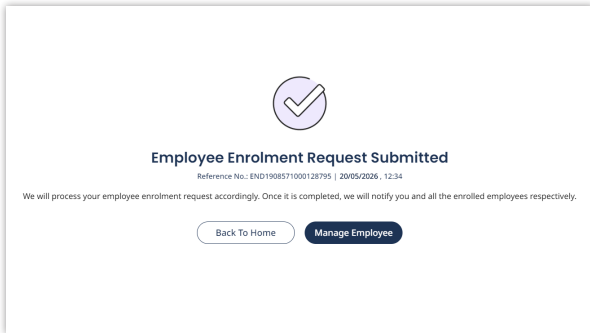 Employee Enrolment Request Submitted
Reference No.: END1908571000128795 | 20/05/2026 , 12:34
We will process your employee enrolment request accordingly. Once it is completed, we will notify you and all the enrolled employees respectively.
Back To Home
Manage Employee